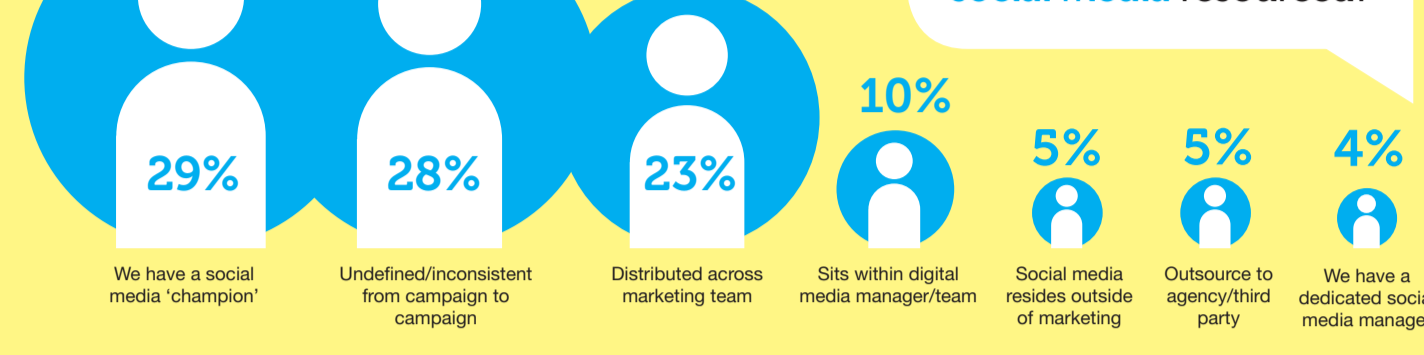 29%
We have a social
media ‘champion’
28%
Undefined/inconsistent
from campaign to
campaign
23%
Distributed across
marketing team
10%
Sits within digital
media manager/team
5%
Social media
resides outside
of marketing
5%
Outsource to
agency/third
party
4%
We have a
dedicated
media